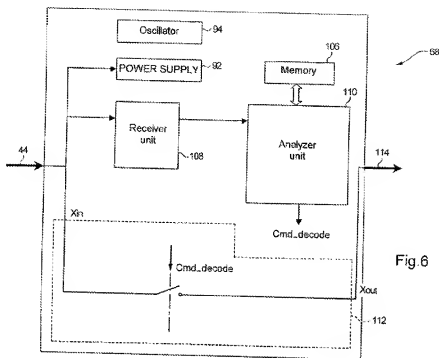 Oscillator
94
POWER SUPPLY
92
106
Memory
68
110
Receiver
unit
108
Analyzer
unit
44
114
Cmd_decode
Xin
Cmd_decode
Fig.6
Xout
112